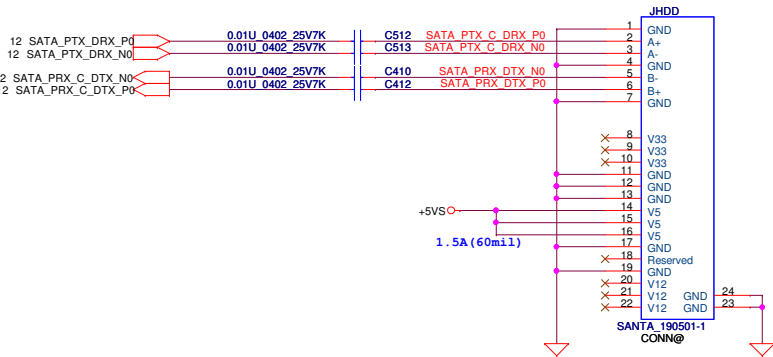 JHDD
12 SATA_PTX_DRX_P0 0.01U_0402_25V7K C512 SATA_PTX_C_DRX_P0
12 SATA_PTX_DRX_N0 0.01U_0402_25V7K C513 SATA_PTX_C_DRX_N0
2 SATA_PRX_C_DTX_N0 0.01U_0402_25V7K C410 SATA_PRX_DTX_N0
2 SATA_PRX_C_DTX_P0 0.01U_0402_25V7K C412 SATA_PRX_DTX_P0
1 GND
2 A+
3 A-
4 GND
5 B-
6 B+
7 GND
8 V33
9 V33
10 V33
11 GND
12 GND
13 GND
+5VS 14 V5
15 V5
16 V5
1.5A(60mil) 17 GND
18 Reserved
19 GND
20 V12
21 V12 GND 24
22 V12 GND 23
SANTA_190501-1
CONN@